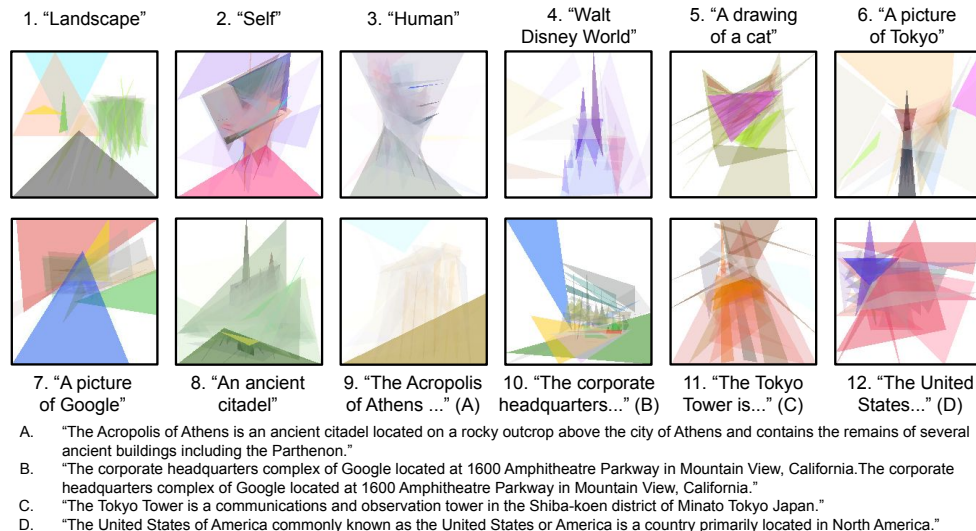 1. “Landscape”
2. “Self”
3. “Human”
4. “Walt
Disney World”
5. “A drawing
of a cat”
6. “A picture
of Tokyo”
7. “A picture
of Google”
8. “An ancient
citadel”
9. “The Acropolis
of Athens ...” (A)
10. “The corporate
headquarters...” (B)
11. “The Tokyo
Tower is...” (C)
12. “The United
States...” (D)
A. “The Acropolis of Athens is an ancient citadel located on a rocky outcrop above the city of Athens and contains the remains of several
ancient buildings including the Parthenon.”
B. “The corporate headquarters complex of Google located at 1600 Amphitheatre Parkway in Mountain View, California.The corporate
headquarters complex of Google located at 1600 Amphitheatre Parkway in Mountain View, California.”
C. “The Tokyo Tower is a communications and observation tower in the Shiba-koen district of Minato Tokyo Japan.”
D. “The United States of America commonly known as the United States or America is a country primarily located in North America.”